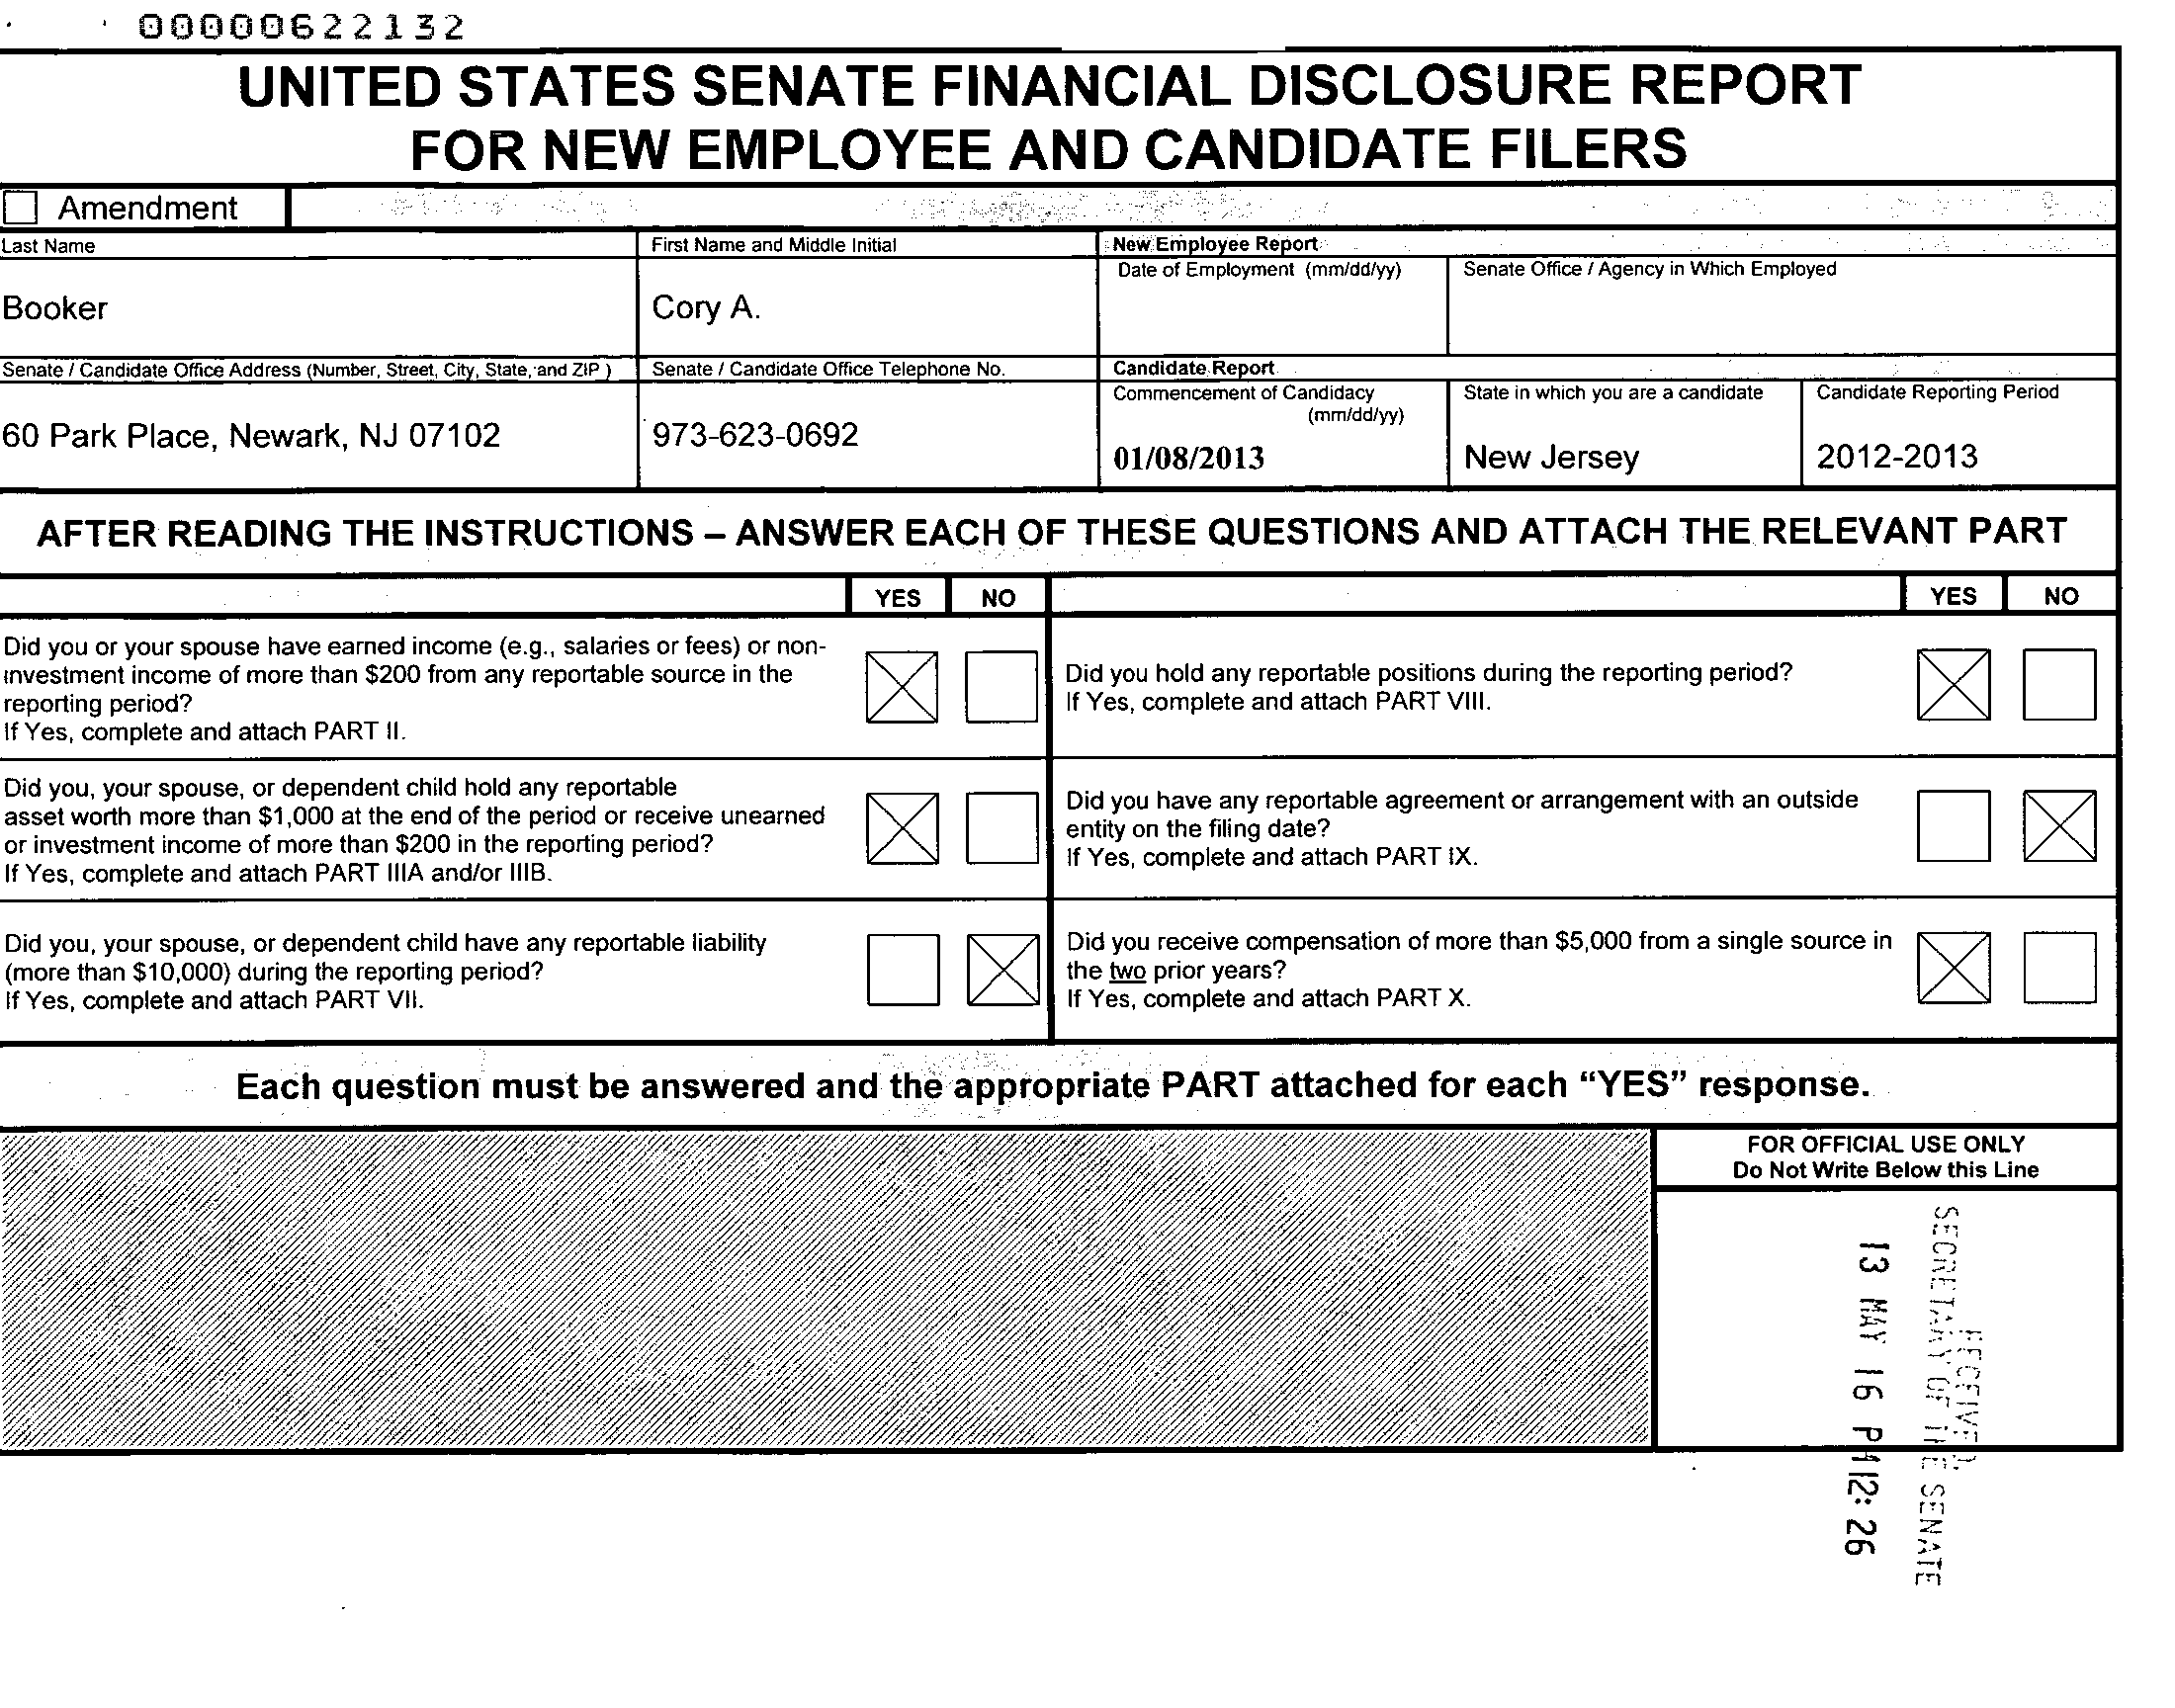 00000622132
UNITED STATES SENATE FINANCIAL DISCLOSURE REPORT
FOR NEW EMPLOYEE AND CANDIDATE FILERS
Amendment
Last Name
First Name and Middle Initial
New Employee Report
Date of Employment (mm/dd/yy)
Senate Office / Agency in Which Employed
Booker
Cory A.
Senate / Candidate Office Address (Number, Street, City, State, and ZIP )
Senate / Candidate Office Telephone No.
Candidate Report
Commencement of Candidacy
(mm/dd/yy)
State in which you are a candidate
Candidate Reporting Period
60 Park Place, Newark, NJ 07102
973-623-0692
01/08/2013
New Jersey
2012-2013
AFTER READING THE INSTRUCTIONS – ANSWER EACH OF THESE QUESTIONS AND ATTACH THE RELEVANT PART
YES NO
YES NO
Did you or your spouse have earned income (e.g., salaries or fees) or non-
investment income of more than $200 from any reportable source in the
reporting period?
If Yes, complete and attach PART II.
Did you hold any reportable positions during the reporting period?
If Yes, complete and attach PART VIII.
Did you, your spouse, or dependent child hold any reportable
asset worth more than $1,000 at the end of the period or receive unearned
or investment income of more than $200 in the reporting period?
If Yes, complete and attach PART IIIA and/or IIIB.
Did you have any reportable agreement or arrangement with an outside
entity on the filing date?
If Yes, complete and attach PART IX.
Did you, your spouse, or dependent child have any reportable liability
(more than $10,000) during the reporting period?
If Yes, complete and attach PART VII.
Did you receive compensation of more than $5,000 from a single source in
the two prior years?
If Yes, complete and attach PART X.
Each question must be answered and the appropriate PART attached for each “YES” response.
FOR OFFICIAL USE ONLY
Do Not Write Below this Line
RECEIVED
SECRETARY OF THE SENATE
13 MAY 16 PM 12: 26